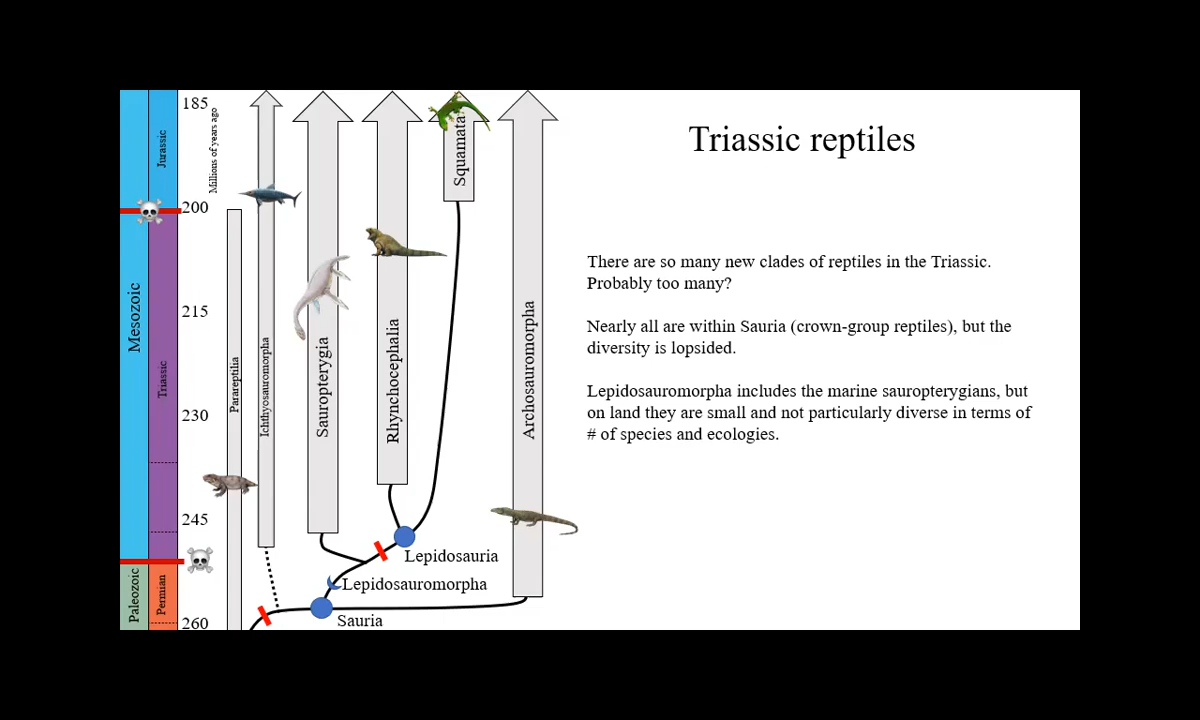 Triassic reptiles
There are so many new clades of reptiles in the Triassic.
Probably too many?
Nearly all are within Sauria (crown-group reptiles), but the
diversity is lopsided.
Lepidosauromorpha includes the marine sauropterygians, but
on land they are small and not particularly diverse in terms of
# of species and ecologies.
185
200
215
230
245
260
Millions of years ago
Jurassic
Triassic
Permian
Mesozoic
Paleozoic
Parareptilia
Ichthyosauromorpha
Sauropterygia
Rhynchocephalia
Squamata
Archosauromorpha
Lepidosauria
Lepidosauromorpha
Sauria